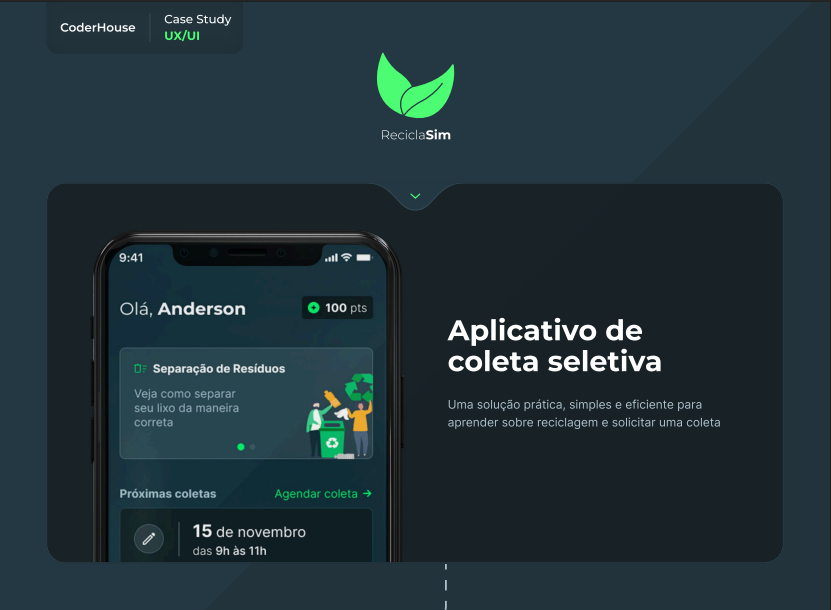 CoderHouse
Case Study
UX/UI
ReciclaSim
9:41
Olá, Anderson
100 pts
Separação de Resíduos
Veja como separar
seu lixo da maneira
correta
Próximas coletas
Agendar coleta →
15 de novembro
das 9h às 11h
Aplicativo de
coleta seletiva
Uma solução prática, simples e eficiente para
aprender sobre reciclagem e solicitar uma coleta